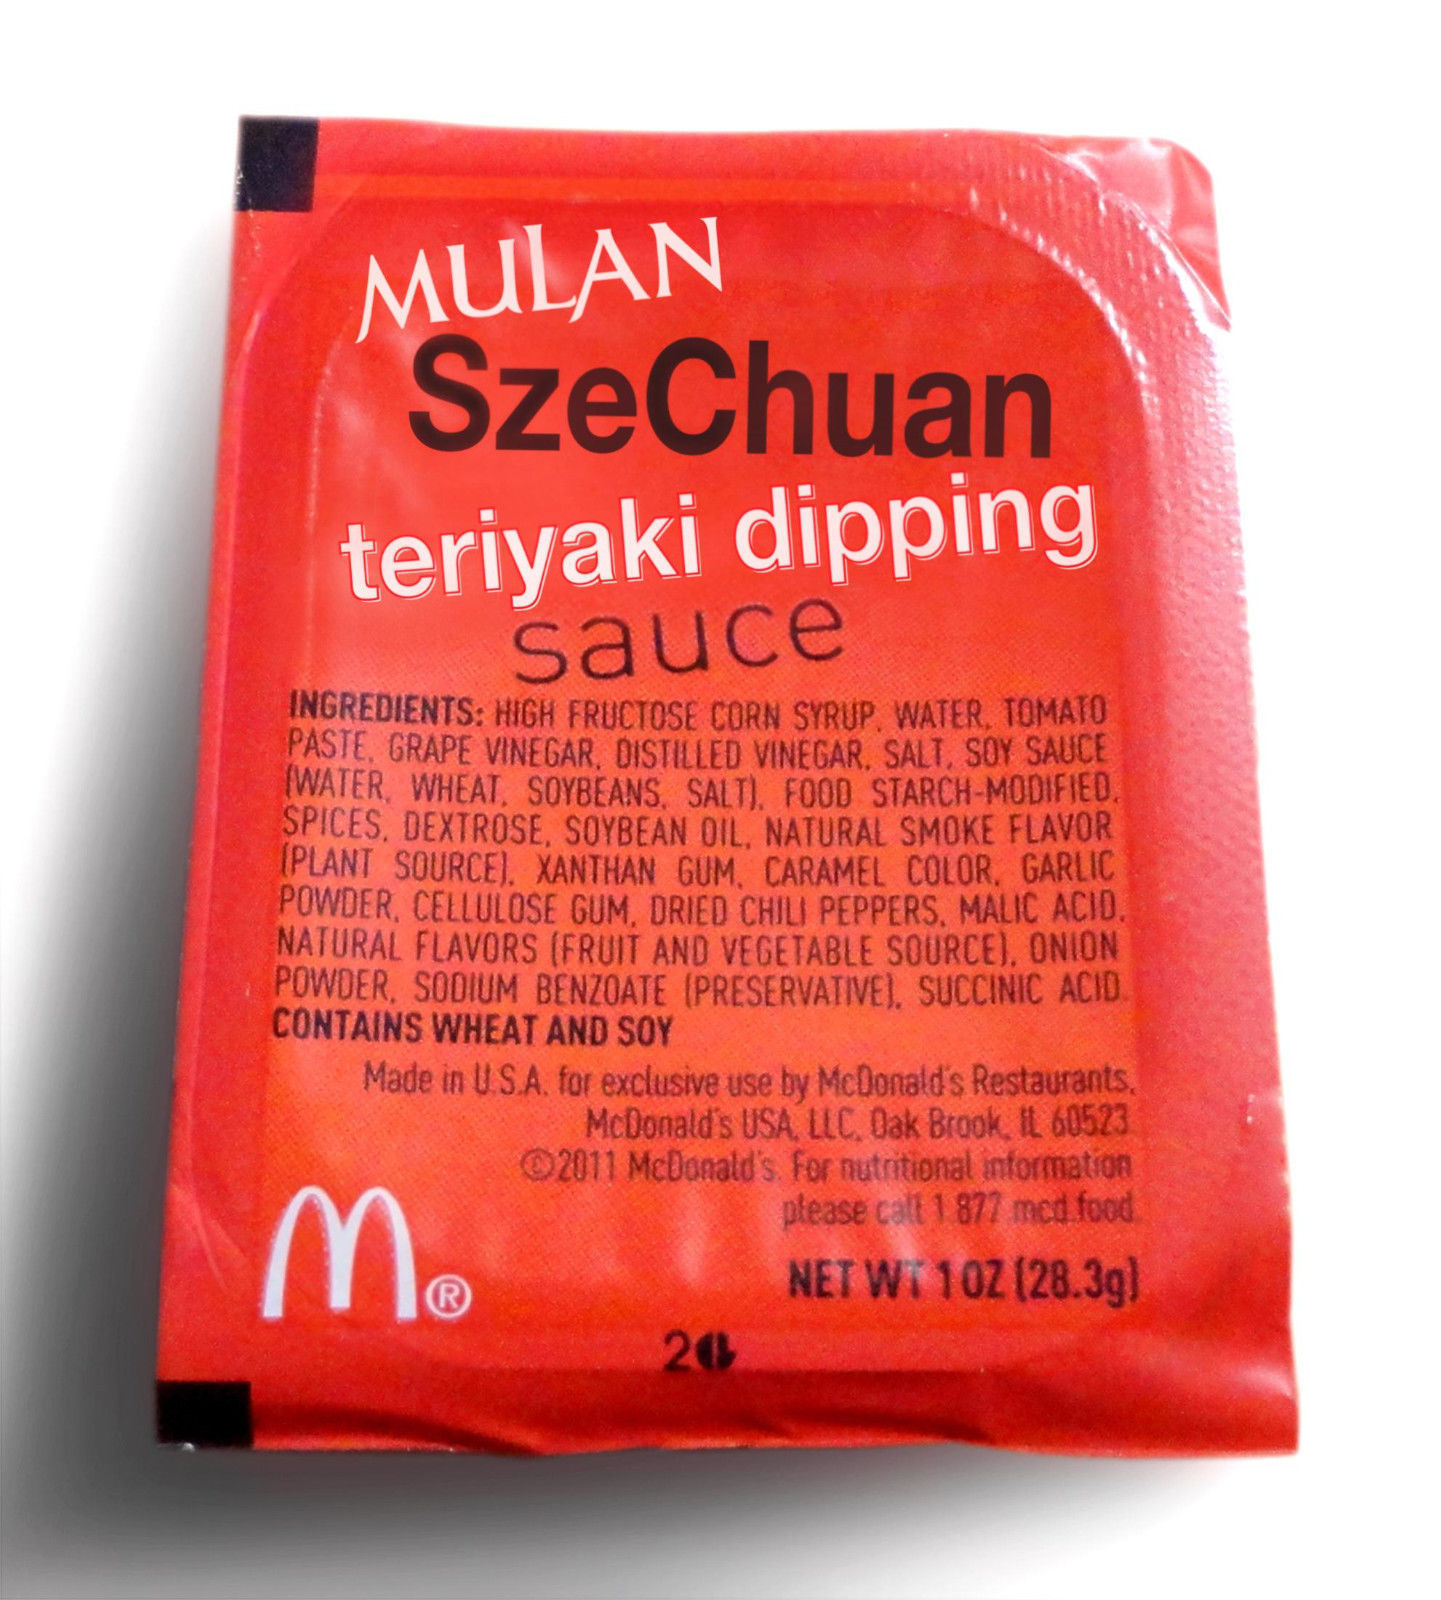 MULAN
SzeChuan
teriyaki dipping
sauce
INGREDIENTS: HIGH FRUCTOSE CORN SYRUP, WATER, TOMATO
PASTE, GRAPE VINEGAR, DISTILLED VINEGAR, SALT, SOY SAUCE
(WATER, WHEAT, SOYBEANS, SALT), FOOD STARCH-MODIFIED,
SPICES, DEXTROSE, SOYBEAN OIL, NATURAL SMOKE FLAVOR
(PLANT SOURCE), XANTHAN GUM, CARAMEL COLOR, GARLIC
POWDER, CELLULOSE GUM, DRIED CHILI PEPPERS, MALIC ACID,
NATURAL FLAVORS (FRUIT AND VEGETABLE SOURCE), ONION
POWDER, SODIUM BENZOATE (PRESERVATIVE), SUCCINIC ACID.
CONTAINS WHEAT AND SOY
Made in U.S.A. for exclusive use by McDonald's Restaurants,
McDonald's USA, LLC, Oak Brook, IL 60523
©2011 McDonald's. For nutritional information
please call 1 877 mcd.food.
M®
NET WT 1 OZ (28.3g)
2